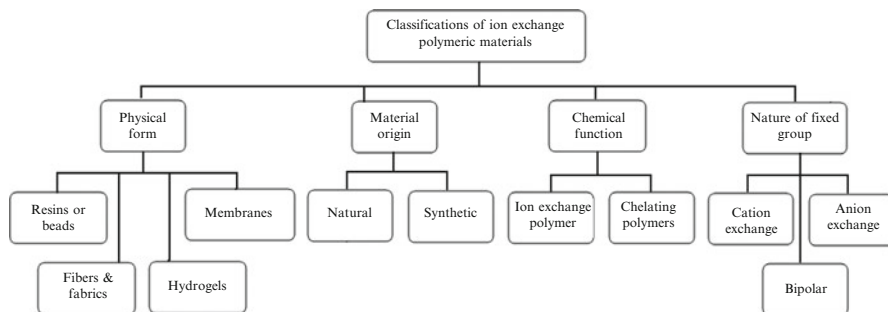 Classifications of ion exchange
polymeric materials
Physical
form
Material
origin
Chemical
function
Nature of fixed
group
Resins or
beads
Membranes
Natural
Synthetic
Ion exchange
polymer
Chelating
polymers
Cation
exchange
Anion
exchange
Fibers &
fabrics
Hydrogels
Bipolar